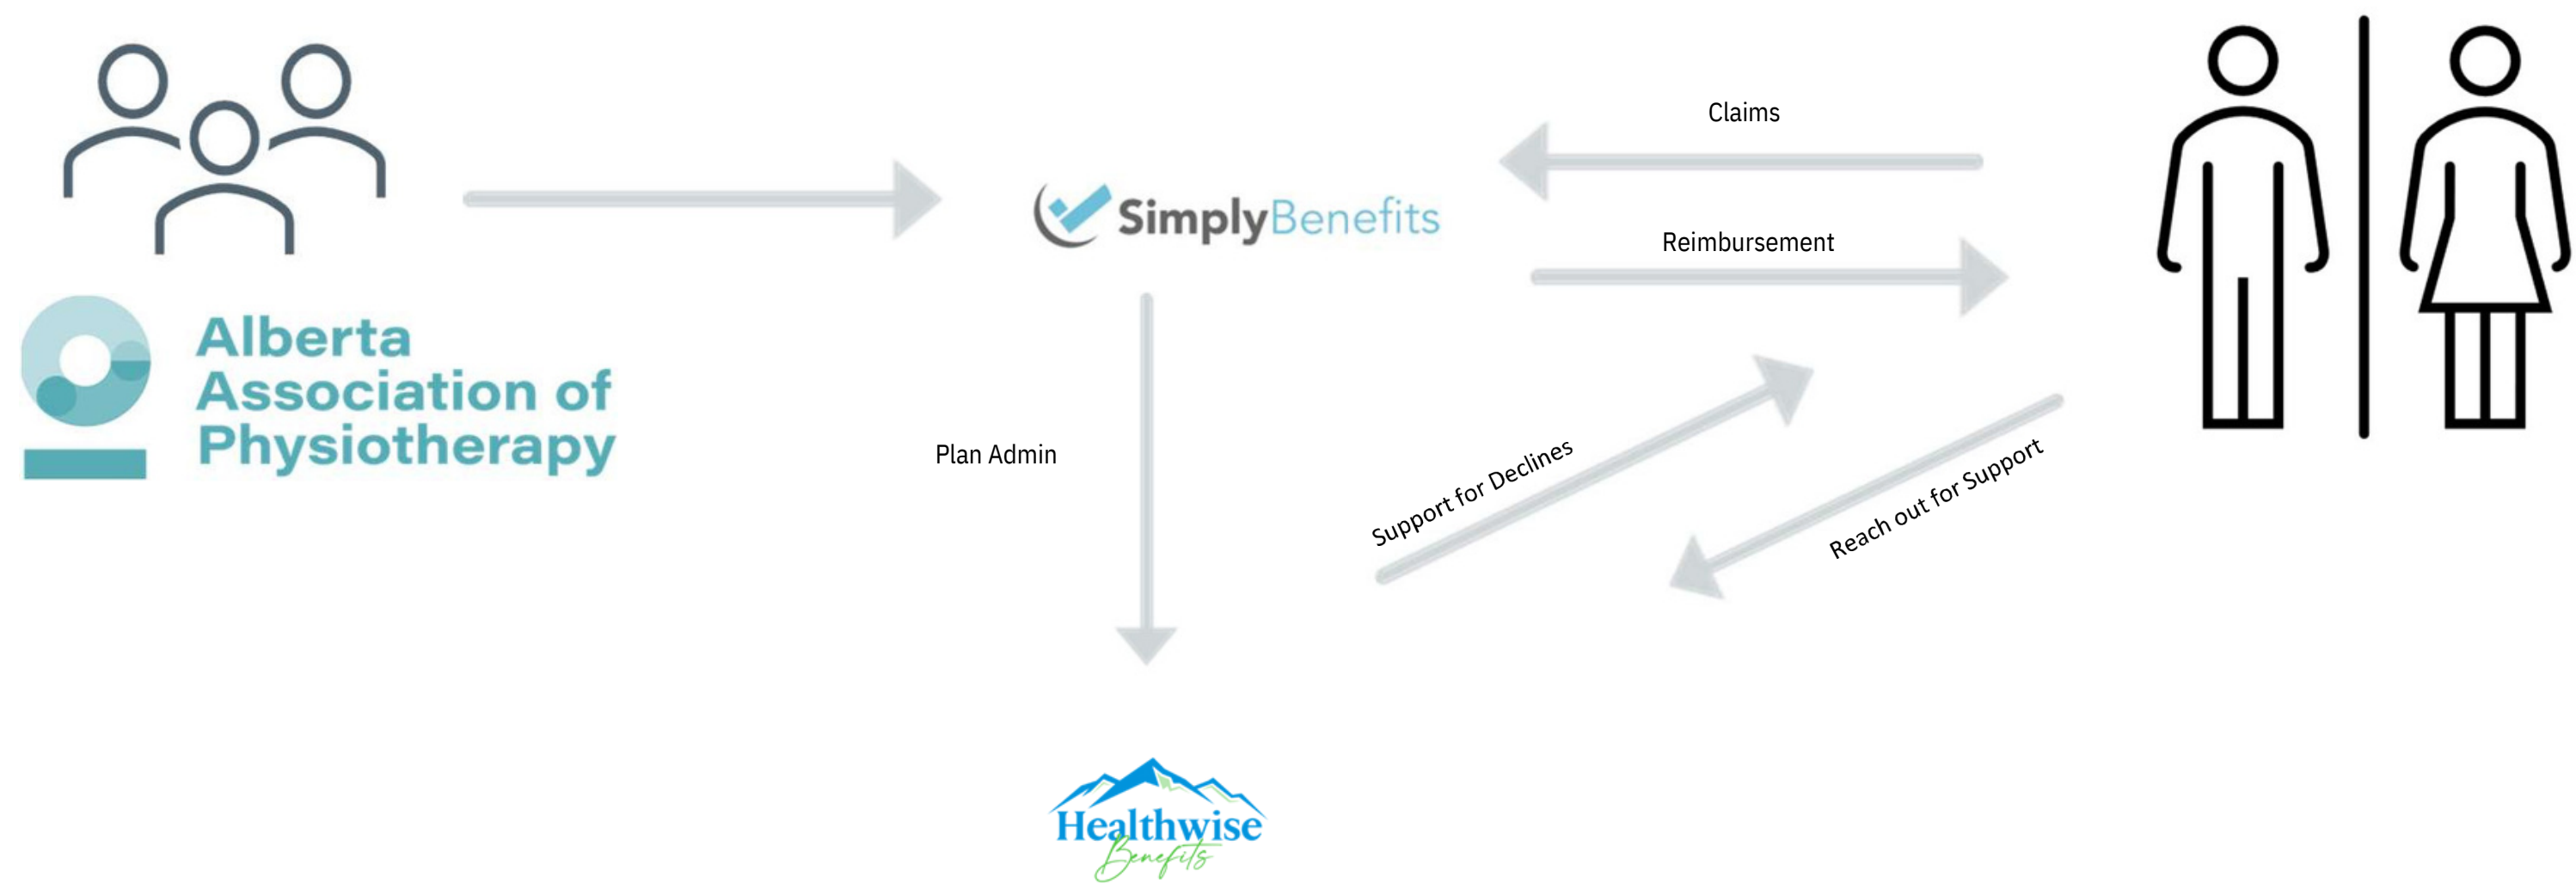 Claims
SimplyBenefits
Reimbursement
Alberta
Association of
Physiotherapy
Plan Admin
Support for Declines
Reach out for Support
Healthwise
Benefits